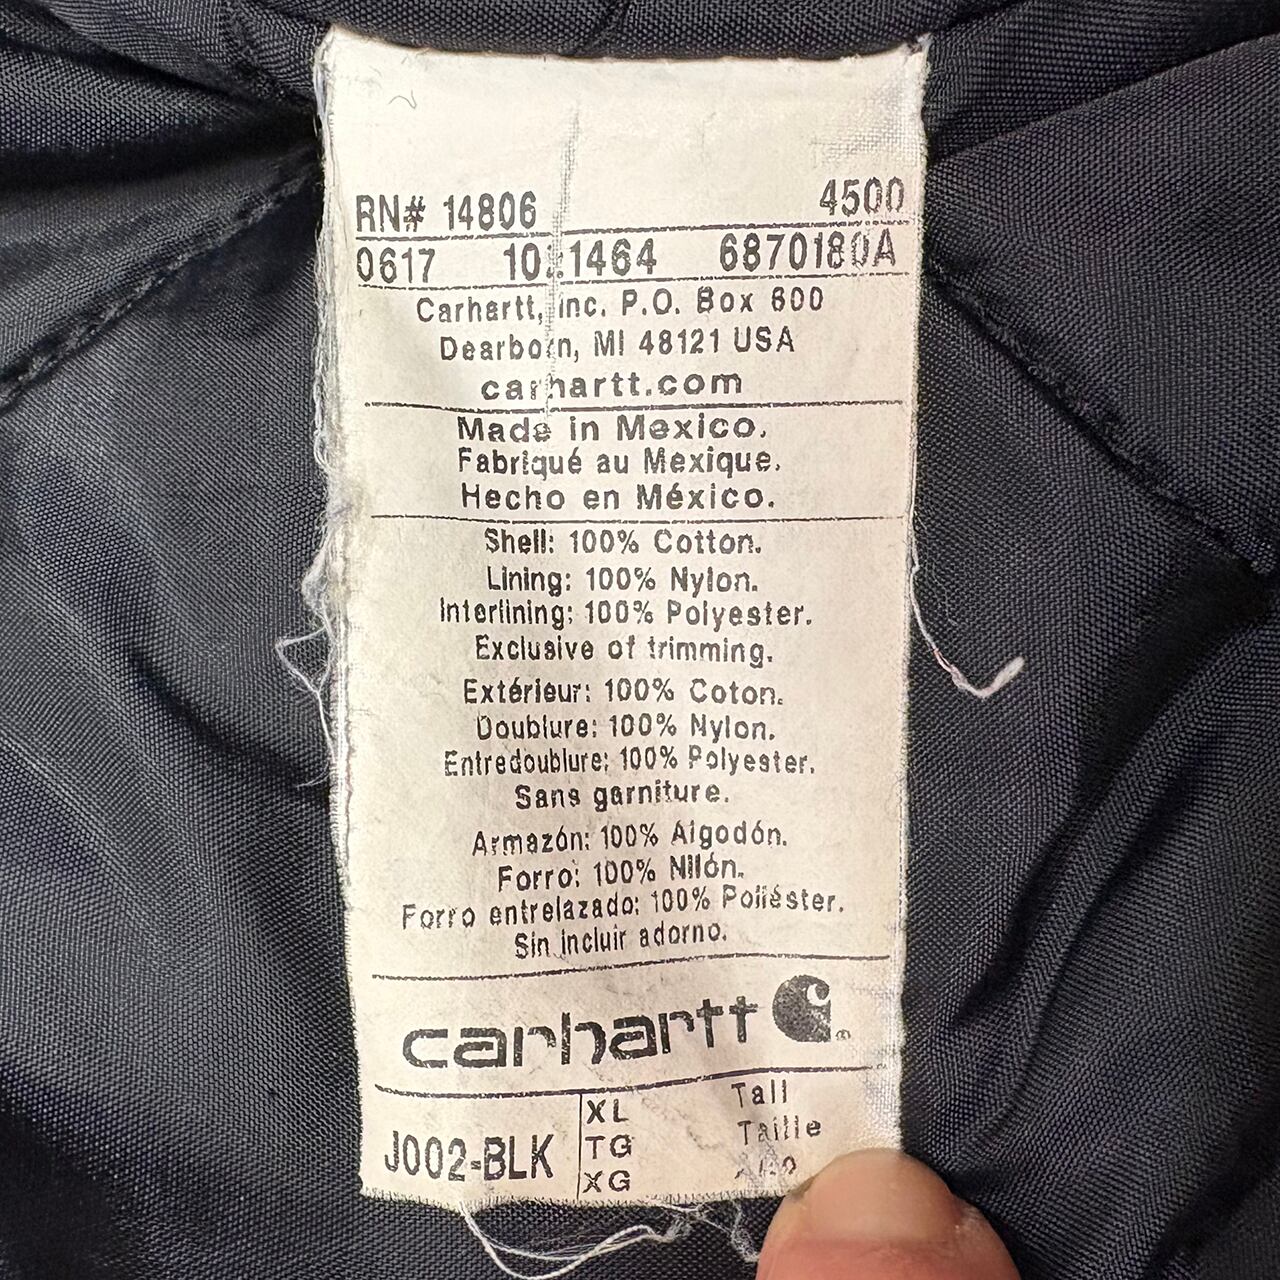 RN# 14806 4500
0617 1464 6870180A
Carhartt, Inc. P.O. Box 600
Dearborn, MI 48121 USA
carhartt.com
Made in Mexico.
Fabriqué au Mexique.
Hecho en México.
Shell: 100% Cotton.
Lining: 100% Nylon.
Interlining: 100% Polyester.
Exclusive of trimming.
Extérieur: 100% Coton.
Doublure: 100% Nylon.
Entredoublure: 100% Polyester.
Sans garniture.
Armazón: 100% Algodón.
Forro: 100% Nilón.
Forro entrelazado: 100% Poliéster.
Sin incluir adorno.
carhartt
J002-BLK
XL Tall
TG Taille
XG